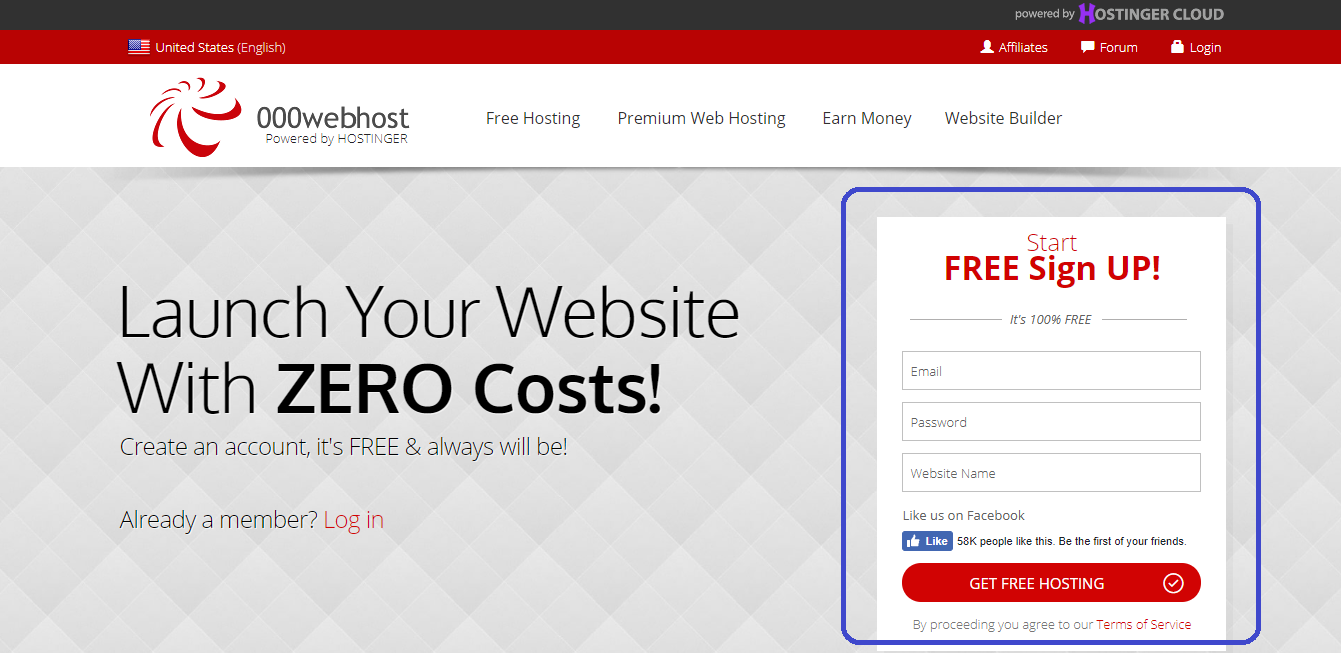 powered by HOSTINGER CLOUD
United States (English)
Affiliates
Forum
Login
000webhost
Powered by HOSTINGER
Free Hosting
Premium Web Hosting
Earn Money
Website Builder
Launch Your Website
With ZERO Costs!
Create an account, it's FREE & always will be!
Already a member? Log in
Start
FREE Sign UP!
It's 100% FREE
Email
Password
Website Name
Like us on Facebook
Like 58K people like this. Be the first of your friends.
GET FREE HOSTING
By proceeding you agree to our Terms of Service